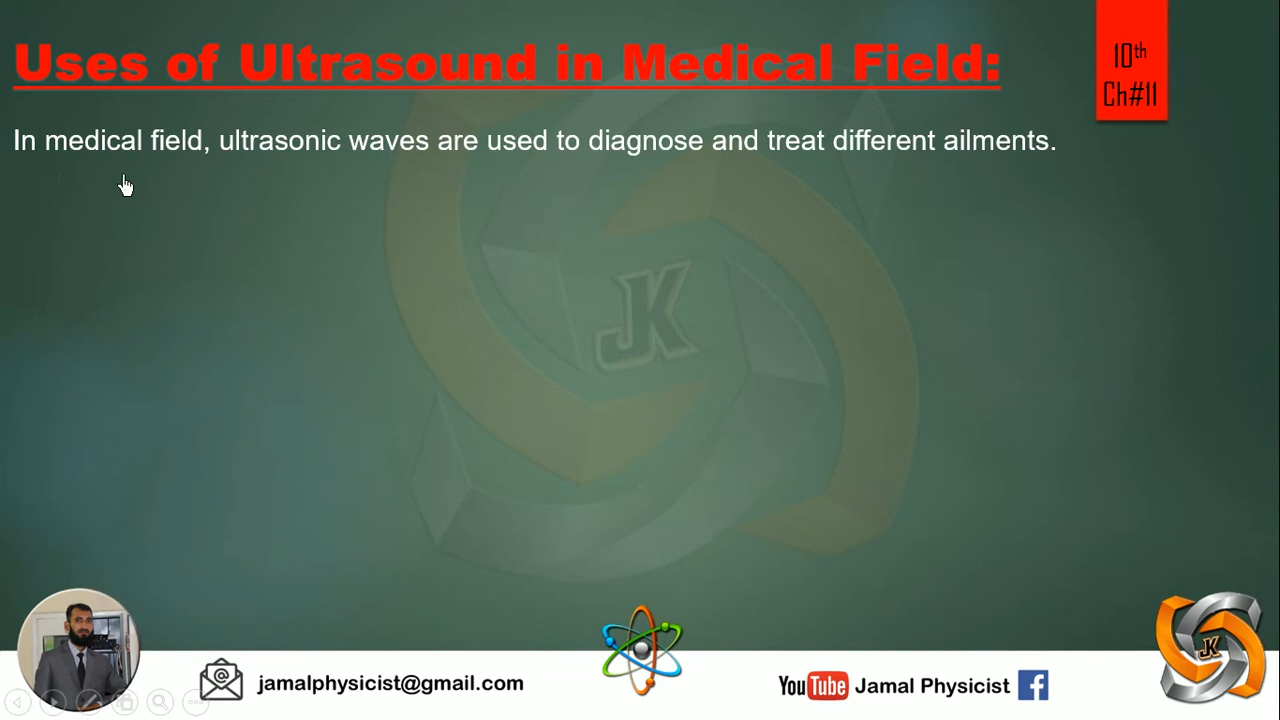 Uses of Ultrasound in Medical Field:
10th
Ch#11
In medical field, ultrasonic waves are used to diagnose and treat different ailments.
JK
@
jamalphysicist@gmail.com
YouTube Jamal Physicist f
JK